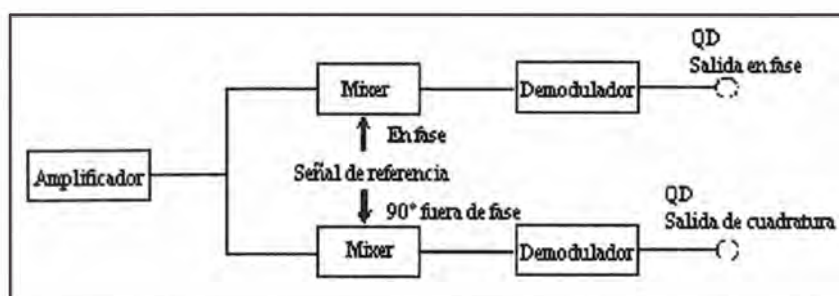 QD
Salida en fase
Mixer
Demodulador
En fase
Señal de referencia
Amplificador
90° fuera de fase
QD
Salida de cuadratura
Mixer
Demodulador